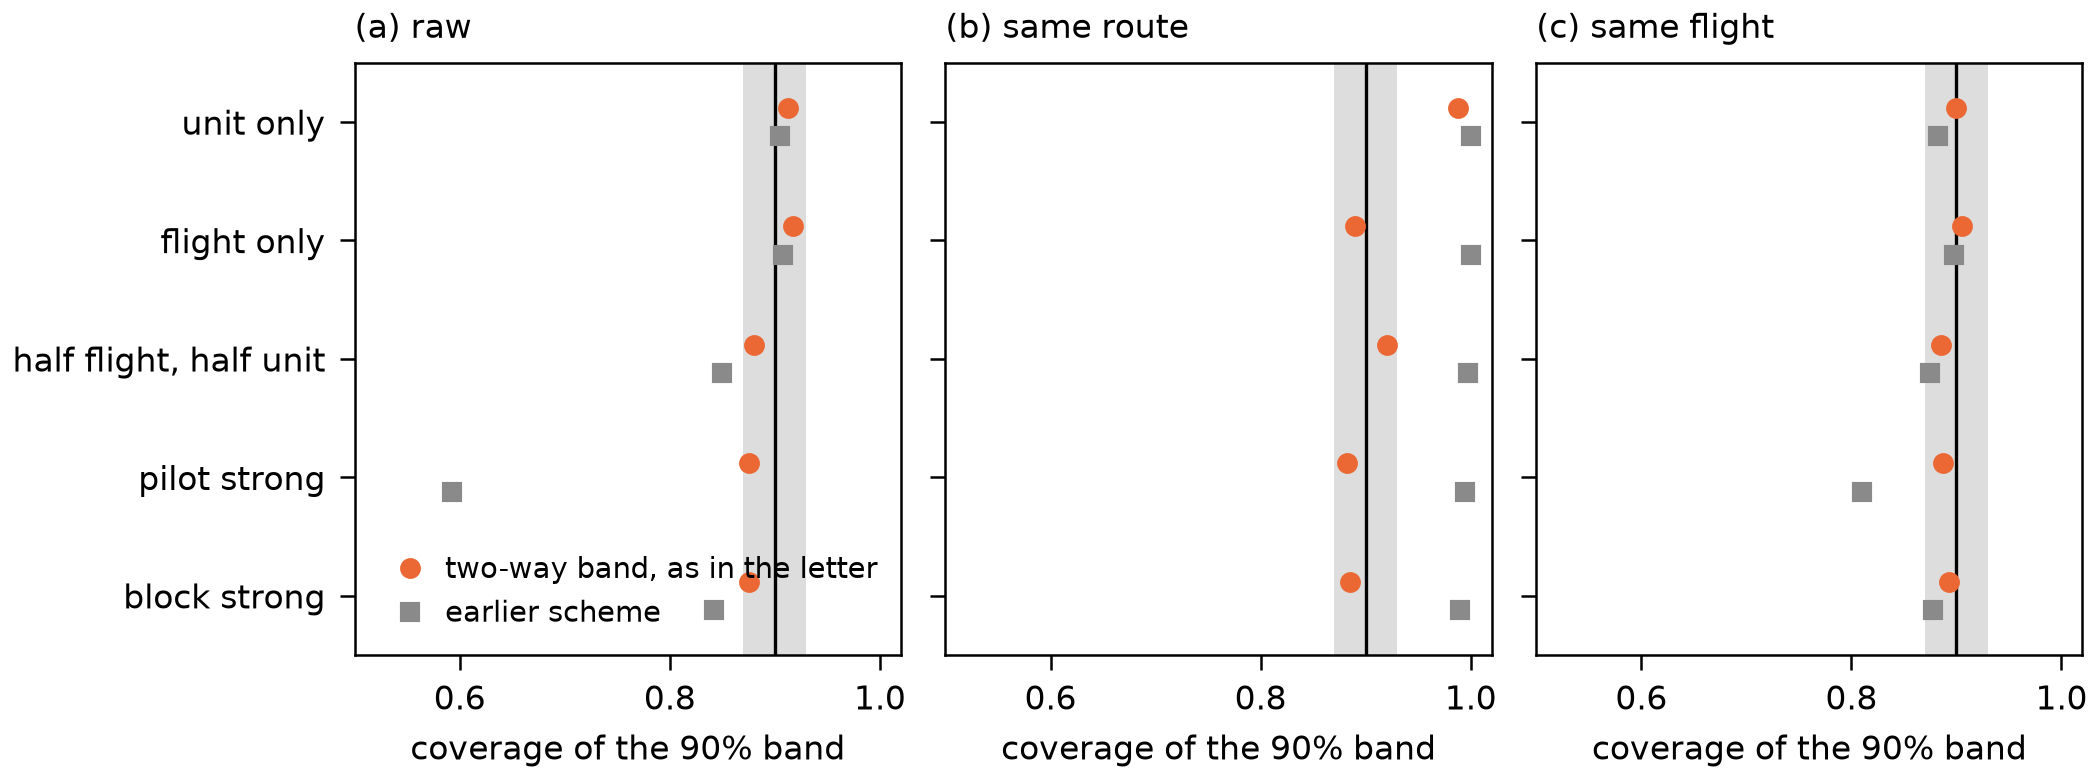 (a) raw
(b) same route
(c) same flight
unit only
flight only
half flight, half unit
pilot strong
block strong
two-way band, as in the letter
earlier scheme
0.6 0.8 1.0
0.6 0.8 1.0
0.6 0.8 1.0
coverage of the 90% band
coverage of the 90% band
coverage of the 90% band